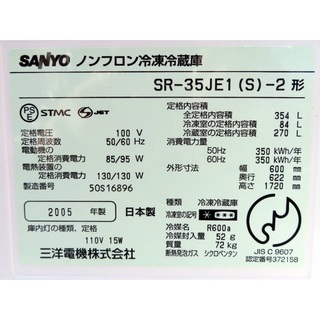 SANYO ノンフロン冷凍冷蔵庫
SR-35JE1(S)-2 形
PS E STMC S JET
定格電圧 100 V
定格周波数 50/60 Hz
電動機の
定格消費電力 85/95 W
電熱装置の
定格消費電力 130/130 W
製造番号 50S16896
2005 年製 日本製
庫内灯の種類、定格
110V 15W
三洋電機株式会社
定格内容積
全定格内容積 354 L
冷凍室の定格内容積 84 L
冷蔵室の定格内容積 270 L
消費電力量
50Hz 350 kWh/年
60Hz 350 kWh/年
外形寸法 幅 600 mm
奥行 622 mm
高さ 1720 mm
種類 冷凍冷蔵庫
冷凍室の記号
冷媒名 R600a
冷媒封入量 52 g
質量 72 kg
断熱発泡ガス シクロペンタン
JIS C 9607
認定番号372158